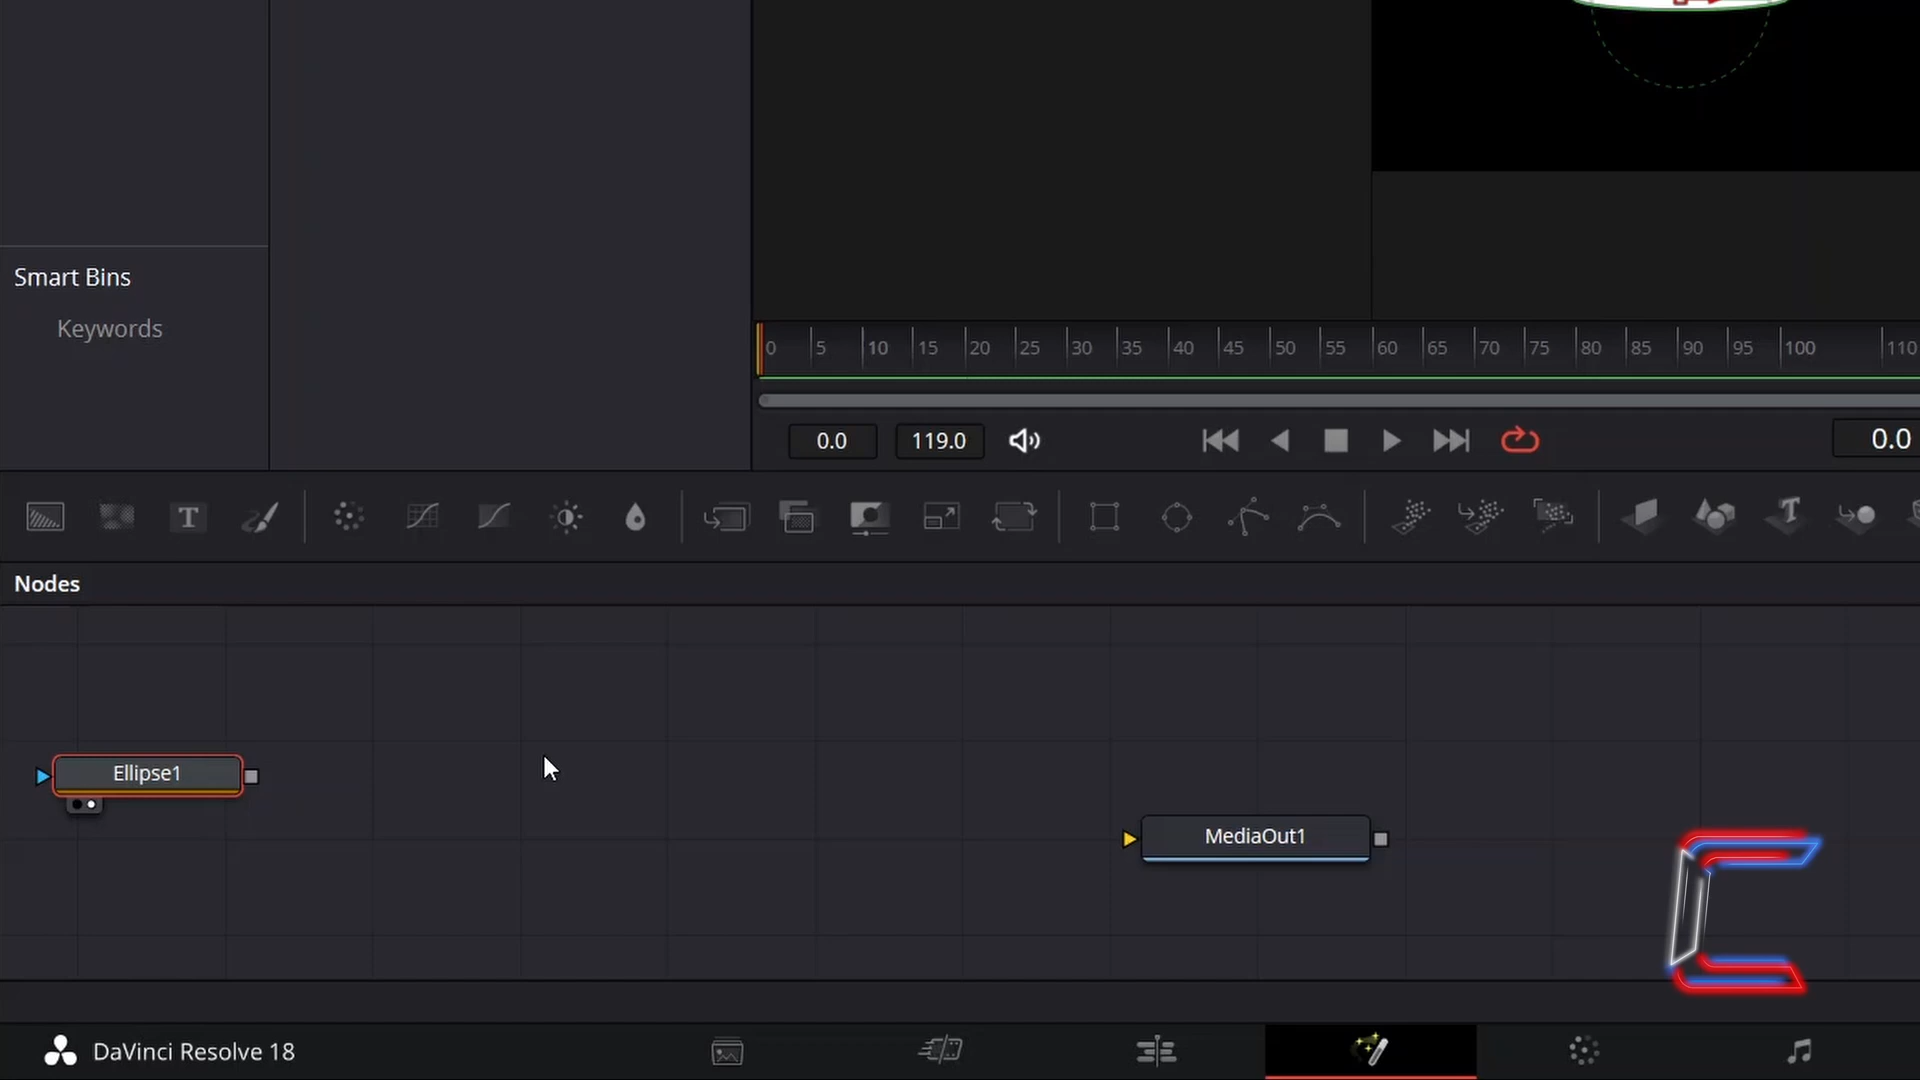 Smart Bins
Keywords
0 5 10 15 20 25 30 35 40 45 50 55 60 65 70 75 80 85 90 95 100 110
0.0 119.0 0.0
T T
Nodes
Ellipse1
MediaOut1
C
DaVinci Resolve 18